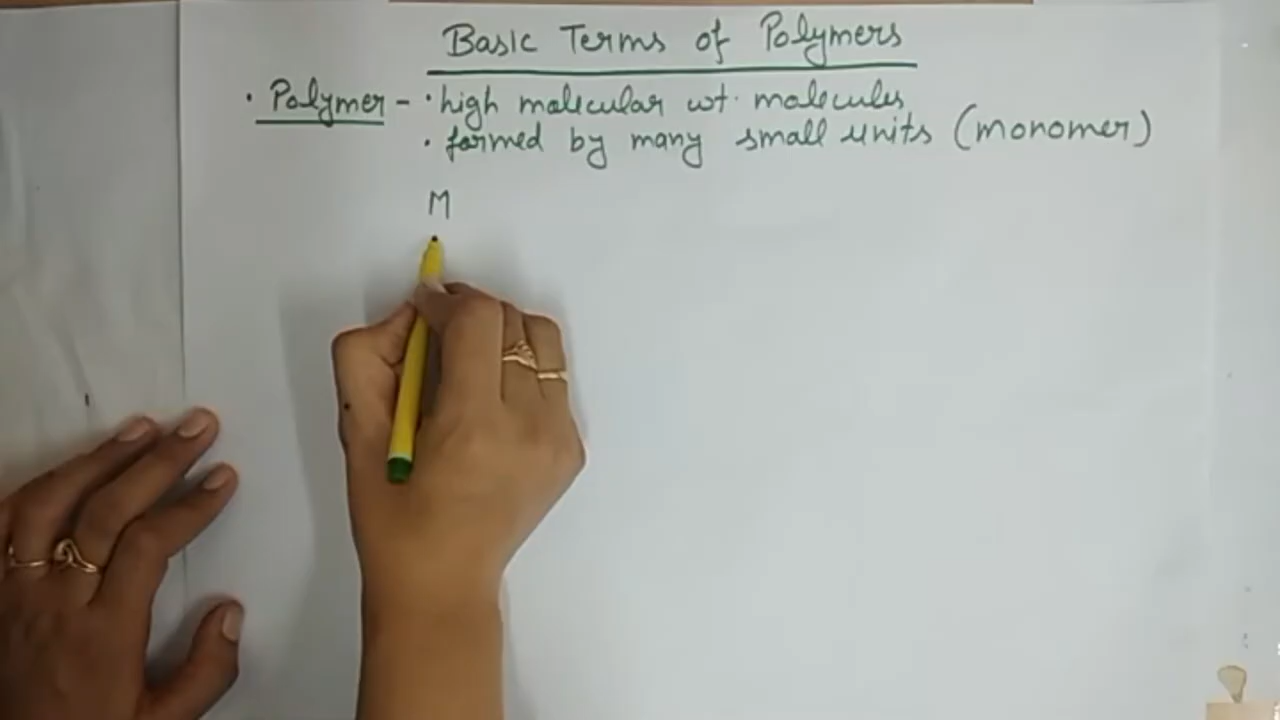 Basic Terms of Polymers
• Polymer - • high molecular wt. molecules
• formed by many small units (monomer)
M